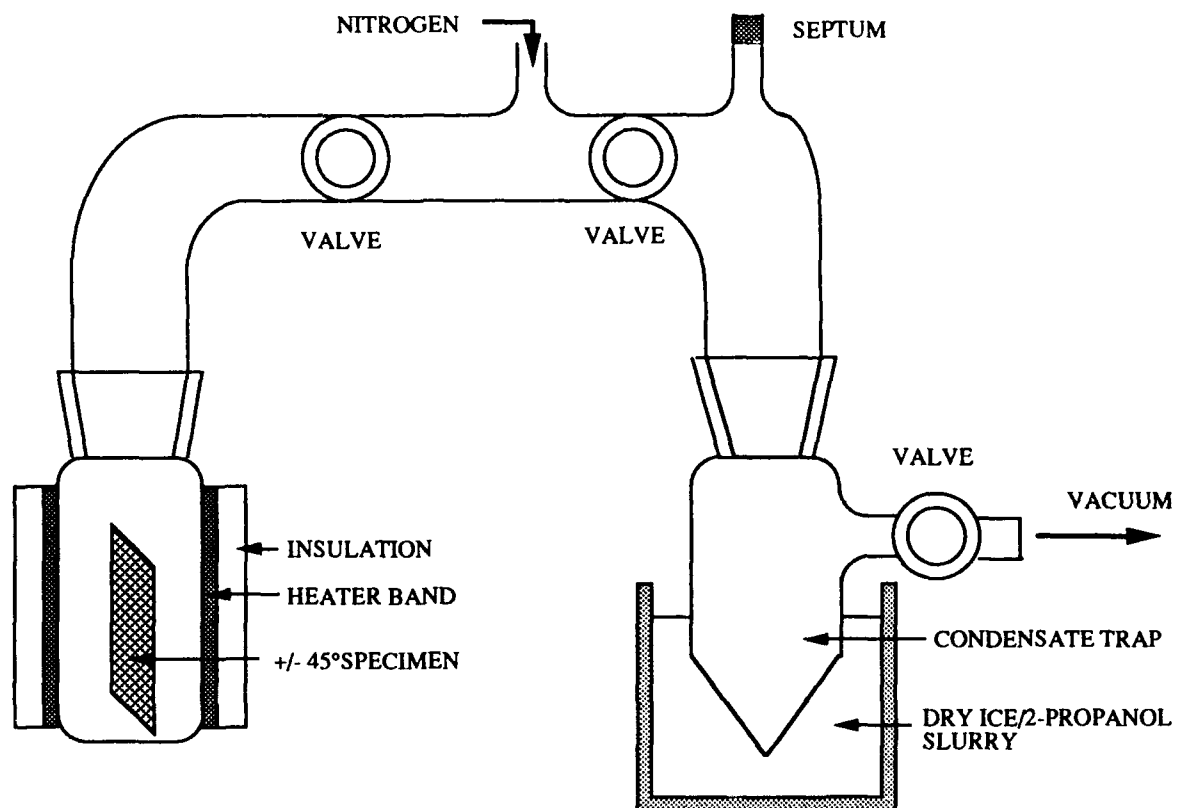 NITROGEN
SEPTUM
VALVE
VALVE
VALVE
VACUUM
INSULATION
HEATER BAND
+/- 45°SPECIMEN
CONDENSATE TRAP
DRY ICE/2-PROPANOL
SLURRY